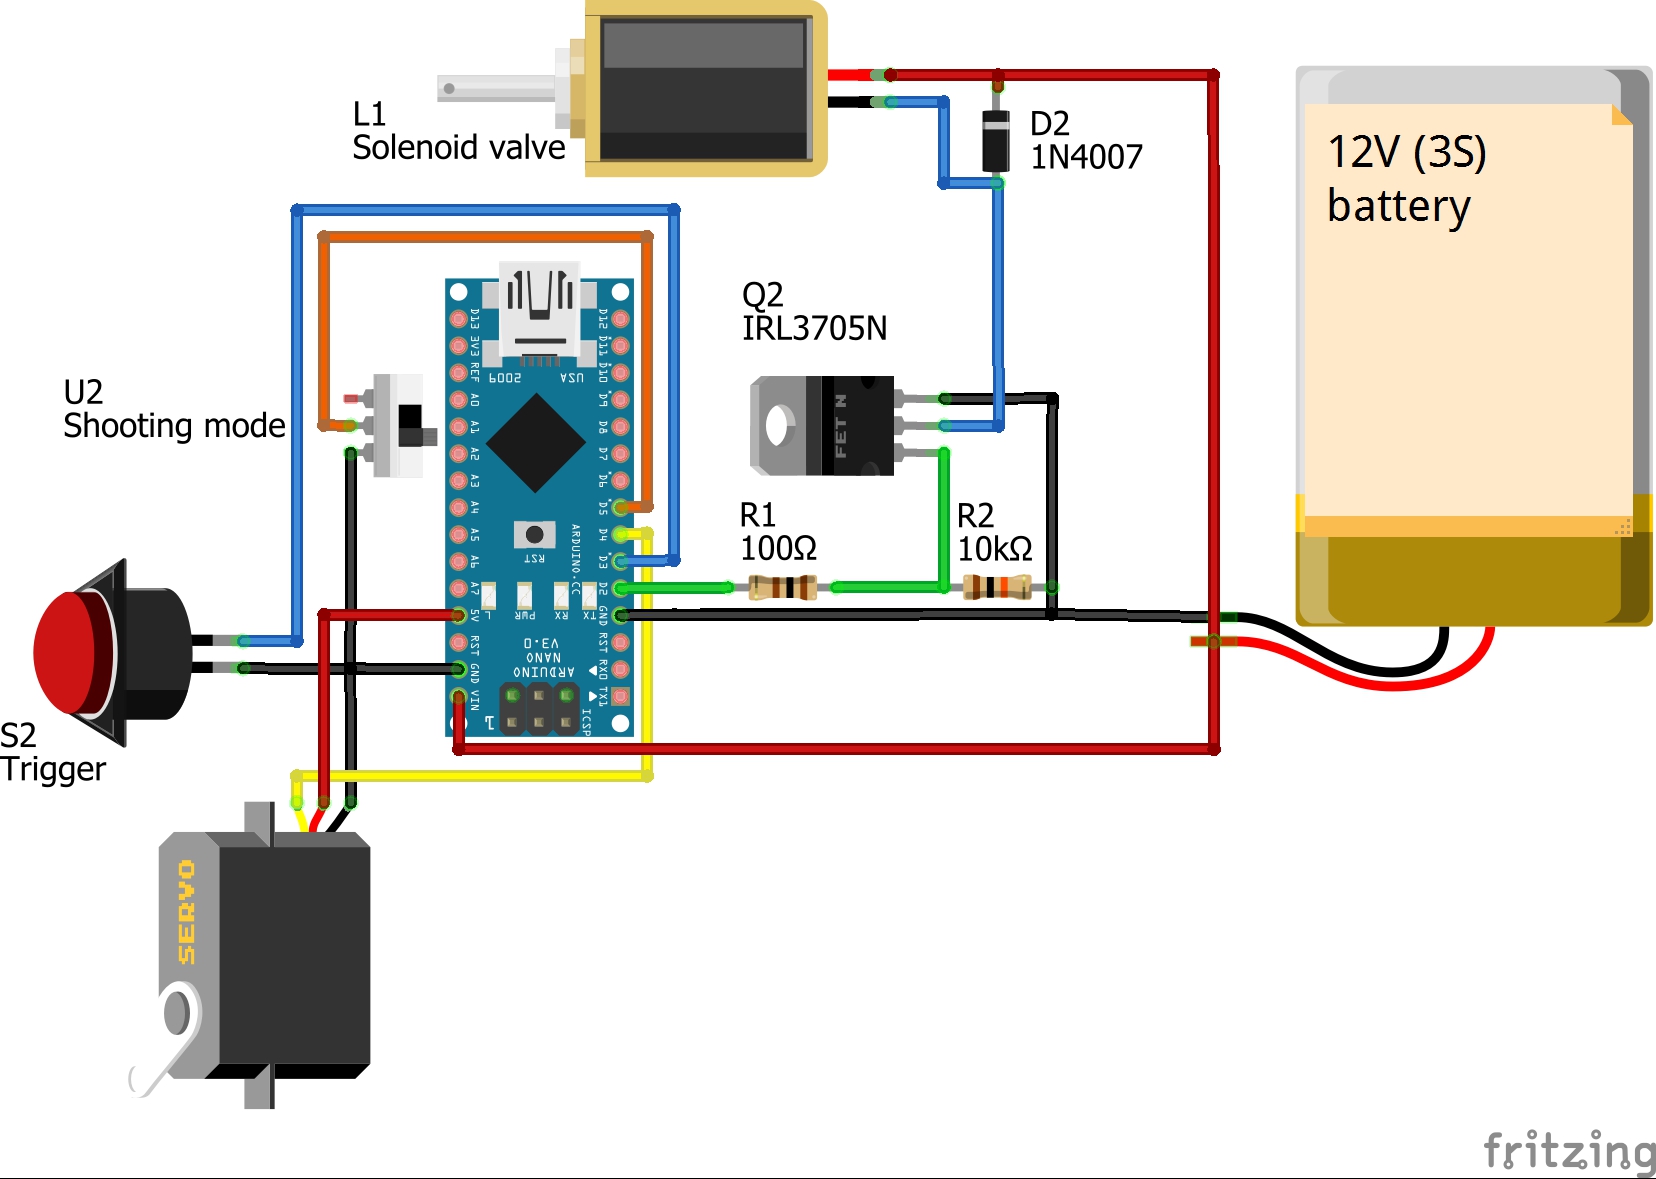 L1
Solenoid valve
D2
1N4007
12V (3S)
battery
Q2
IRL3705N
FET N
U2
Shooting mode
R1
100Ω
R2
10kΩ
S2
Trigger
SERVO
D13
3V3
REF
A0
A1
A2
A3
A4
A5
A6
A7
5V
RST
GND
VIN
D12
D11
D10
D9
D8
D7
D6
D5
D4
D3
D2
GND
RST
RX0
TX1
USA
2009
RST
ARDUINO.CC
L
PWR
RX
TX
ARDUINO
NANO
V3.0
ICSP
1
fritzing